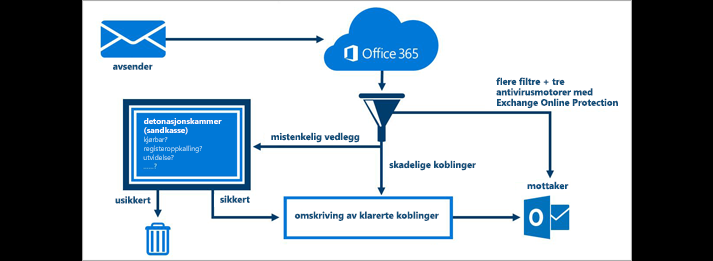 Office 365
avsender
flere filtre + tre
antivirusmotorer med
Exchange Online Protection
detonasjonskammer
(sandkasse)
kjørbar?
registeroppkalling?
utvidelse?
......?
mistenkelig vedlegg
skadelige koblinger
mottaker
usikkert
sikkert
omskriving av klarerte koblinger